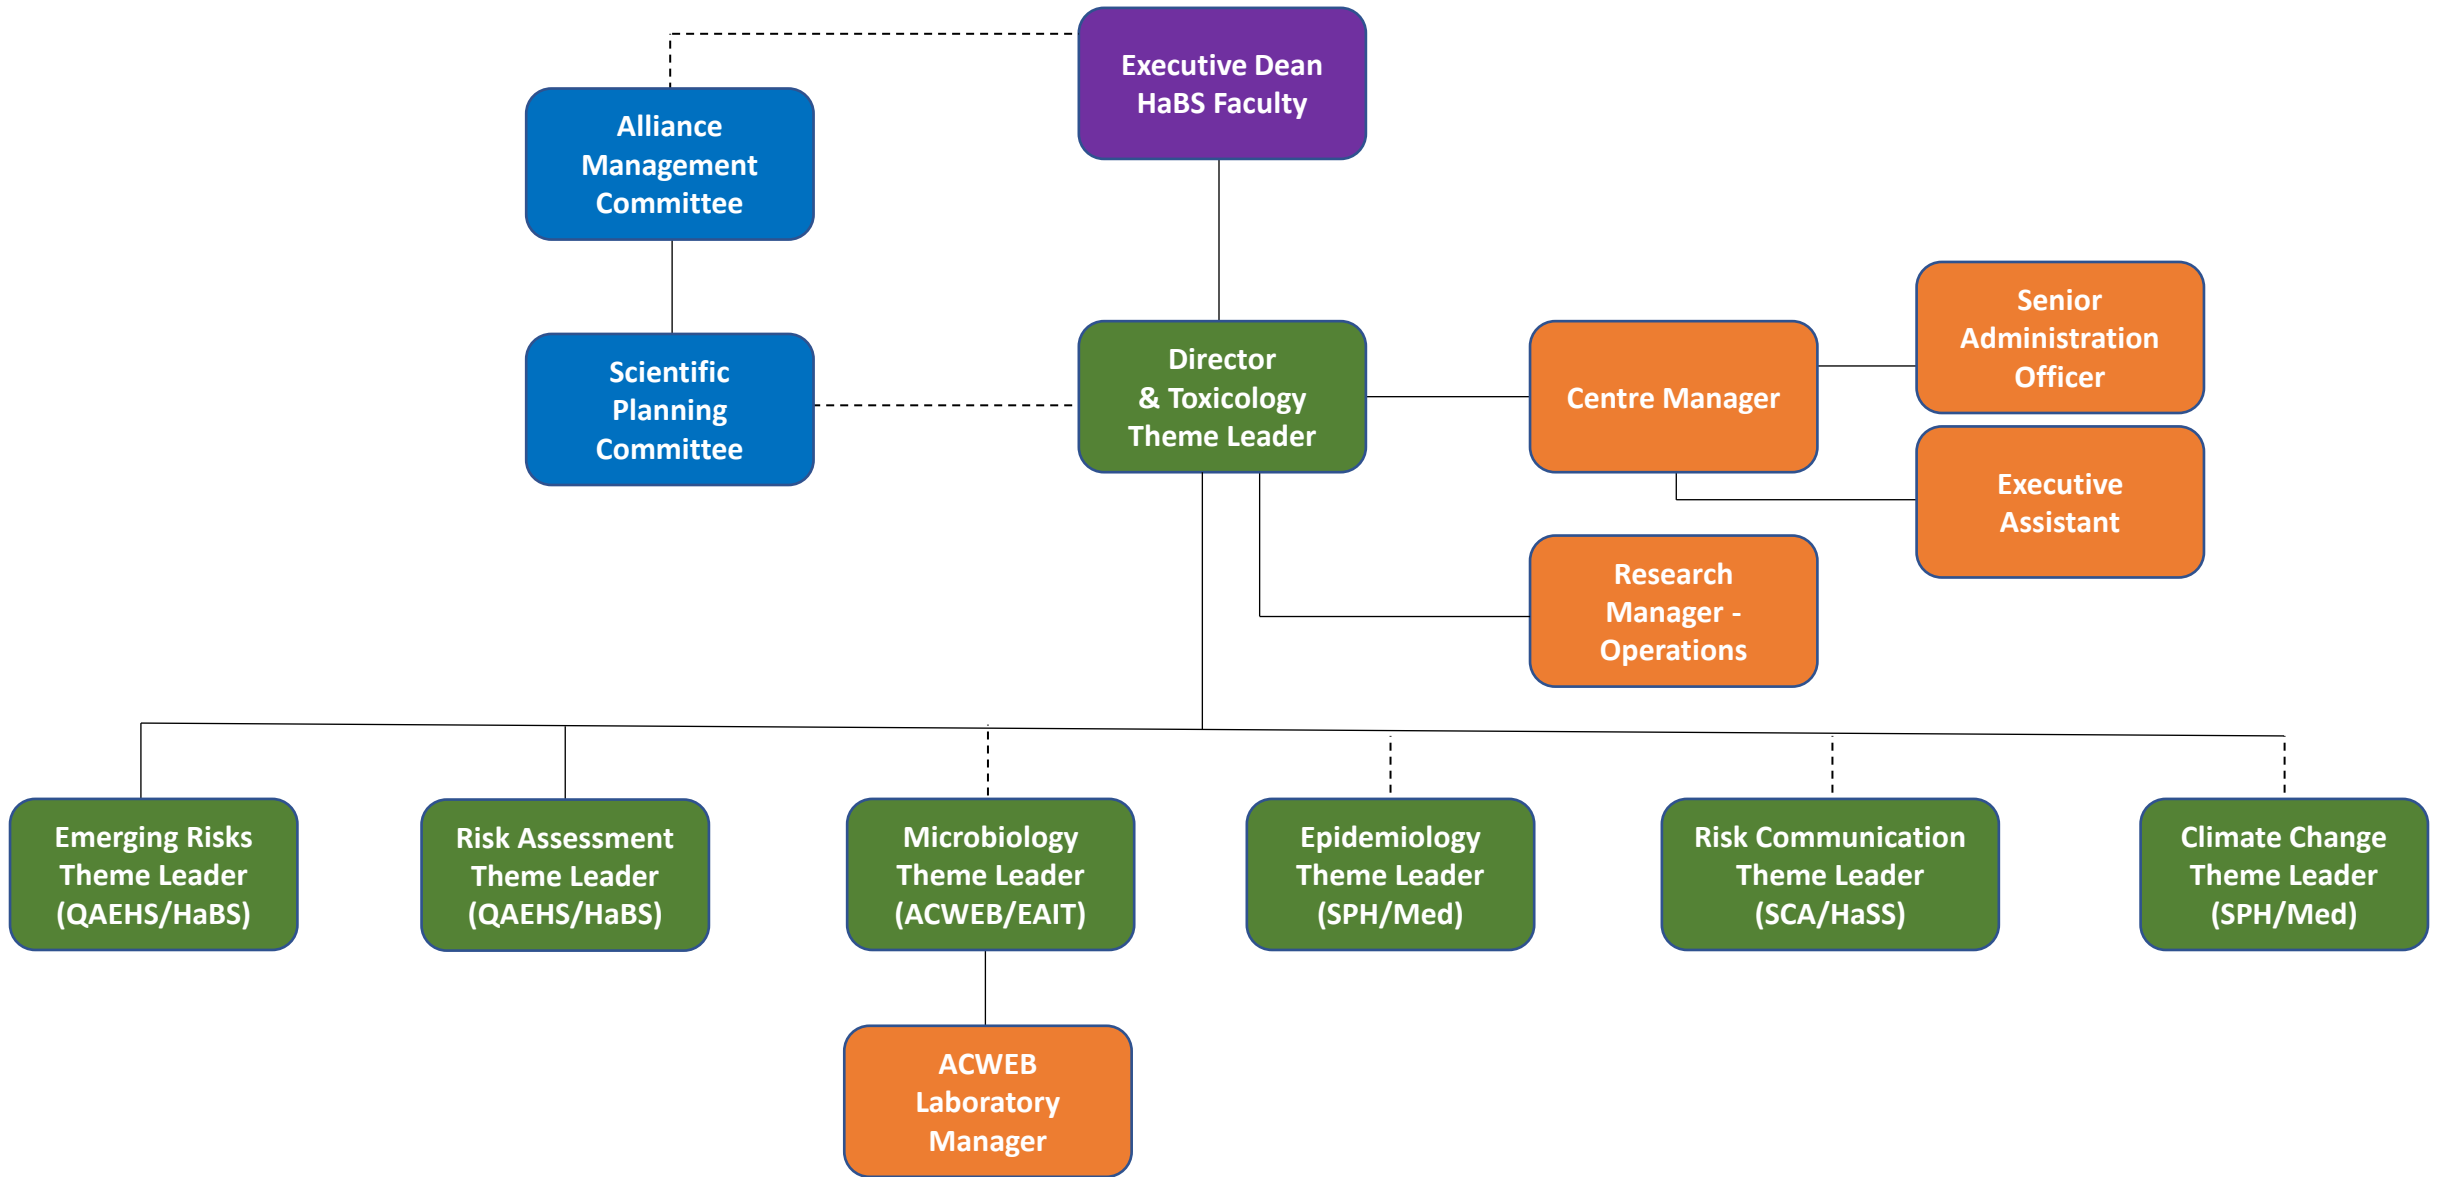 Executive Dean
HaBS Faculty
Alliance
Management
Committee
Scientific
Planning
Committee
Director
& Toxicology
Theme Leader
Centre Manager
Senior
Administration
Officer
Executive
Assistant
Research
Manager -
Operations
Emerging Risks
Theme Leader
(QAEHS/HaBS)
Risk Assessment
Theme Leader
(QAEHS/HaBS)
Microbiology
Theme Leader
(ACWEB/EAIT)
Epidemiology
Theme Leader
(SPH/Med)
Risk Communication
Theme Leader
(SCA/HaSS)
Climate Change
Theme Leader
(SPH/Med)
ACWEB
Laboratory
Manager